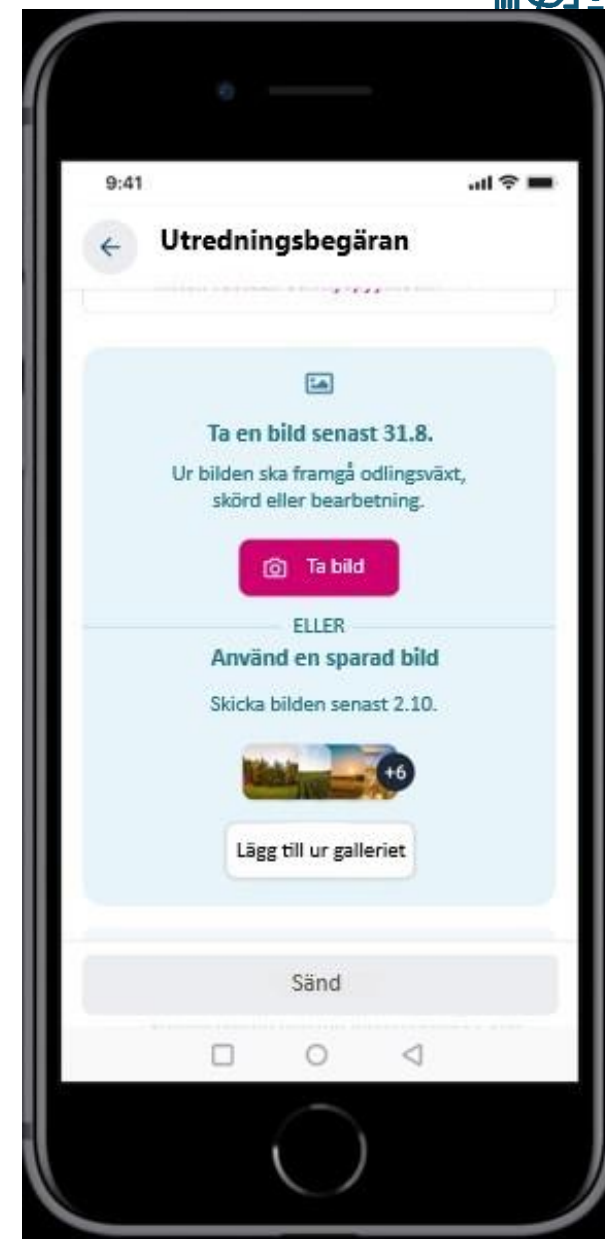 9:41
Utredningsbegäran
Ta en bild senast 31.8.
Ur bilden ska framgå odlingsväxt,
skörd eller bearbetning.
Ta bild
ELLER
Använd en sparad bild
Skicka bilden senast 2.10.
+6
Lägg till ur galleriet
Sänd